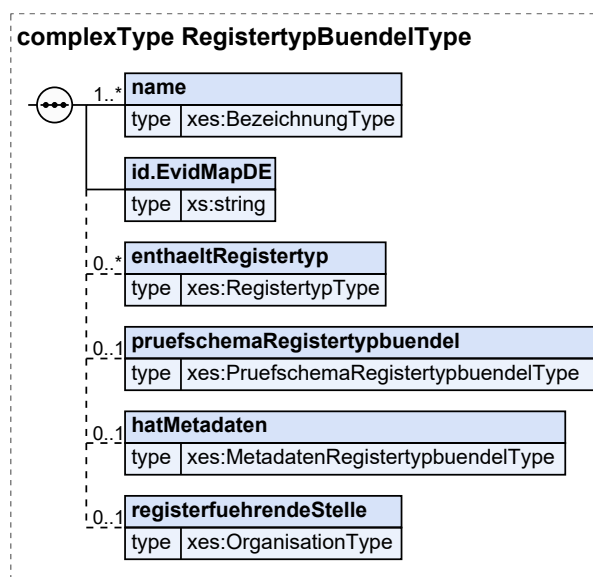 complexType RegistertypBuendelType
1..* name
type xes:BezeichnungType
id.EvidMapDE
type xs:string
0..* enthaeltRegistertyp
type xes:RegistertypType
0..1 pruefschemaRegistertypbuendel
type xes:PruefschemaRegistertypbuendelType
0..1 hatMetadaten
type xes:MetadatenRegistertypbuendelType
0..1 registerfuehrendeStelle
type xes:OrganisationType